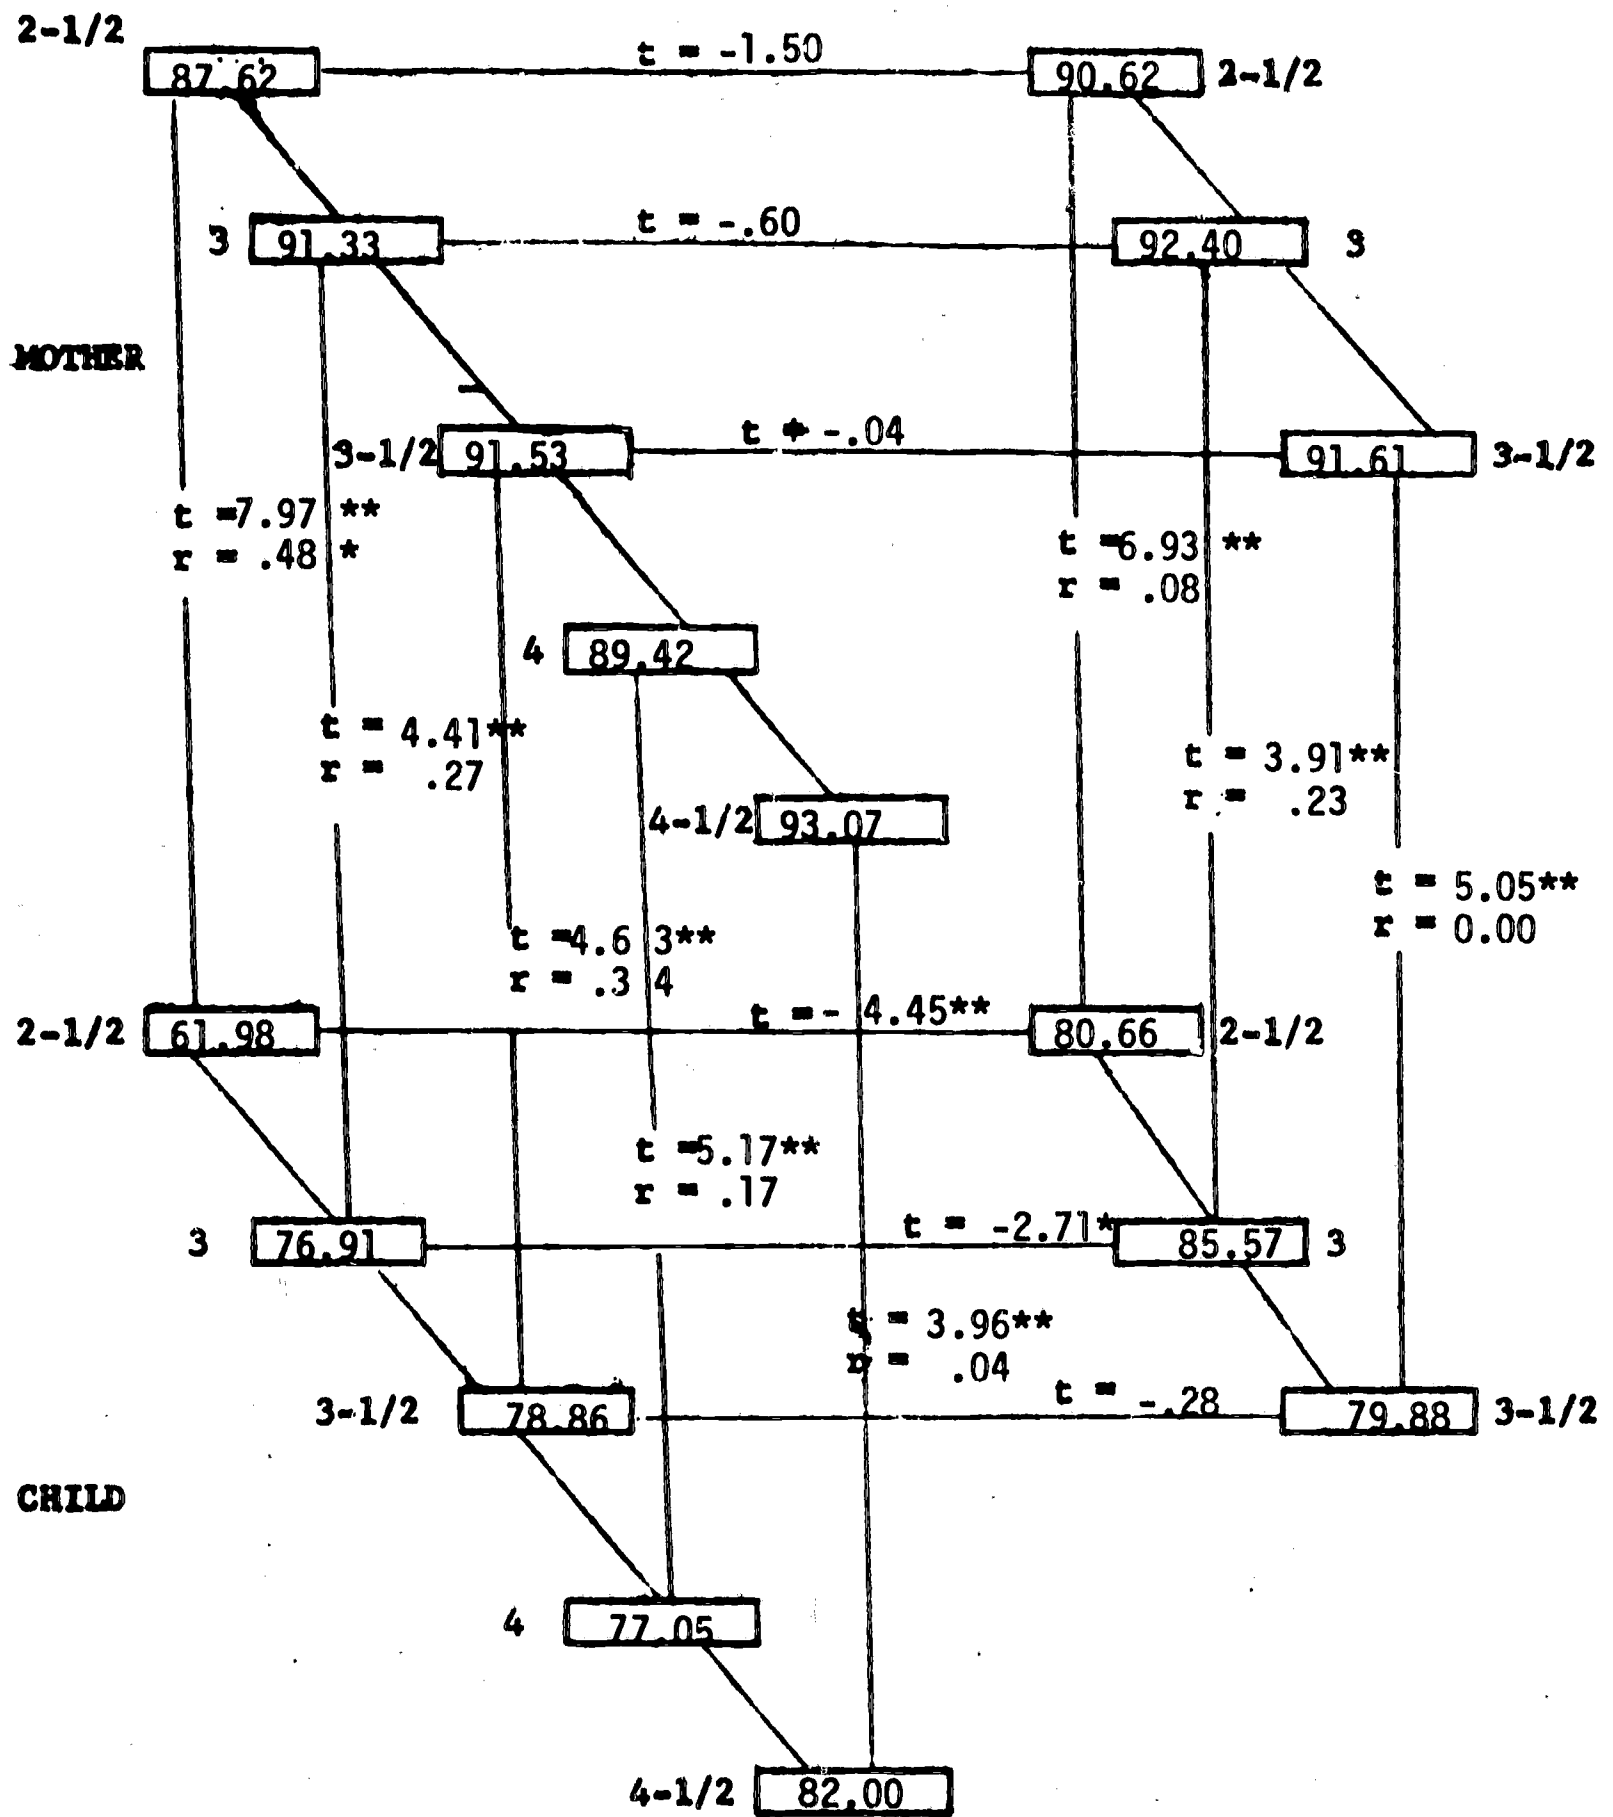 2-1/2
87.62
t = -1.50
90.62 2-1/2
3 91.33
t = -.60
92.40 3
MOTHER
3-1/2 91.53
t = -.04
91.61 3-1/2
t =7.97 **
r = .48 *
t =6.93 **
r = .08
4 89.42
t = 4.41**
r = .27
t = 3.91**
r = .23
4-1/2 93.07
t = 5.05**
r = 0.00
t =4.6 3**
r = .3 4
2-1/2 61.98
t =- 4.45**
80.66 2-1/2
t =5.17**
r = .17
3 76.91
t = -2.71*
85.57 3
t = 3.96**
r = .04
3-1/2 78.86
t = -.28
79.88 3-1/2
CHILD
4 77.05
4-1/2 82.00